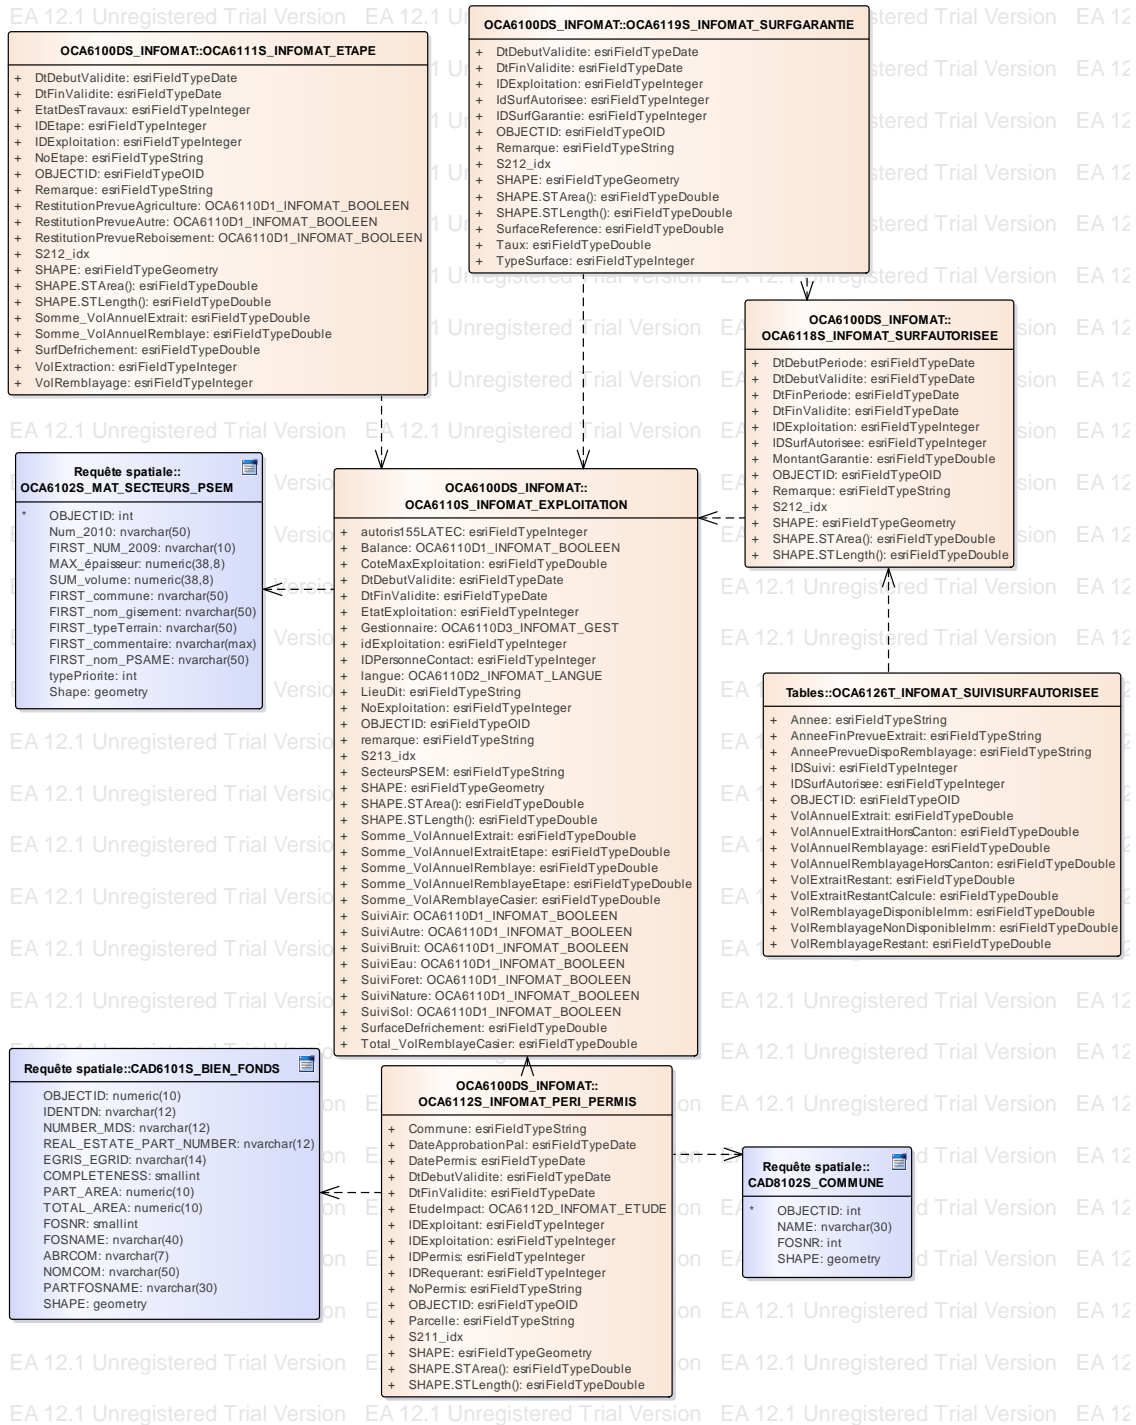 OCA6100DS_INFOMAT::OCA6111S_INFOMAT_ETAPE
+ DtDebutValidite: esriFieldTypeDate
+ DtFinValidite: esriFieldTypeDate
+ EtatDesTravaux: esriFieldTypeInteger
+ IDEtape: esriFieldTypeInteger
+ IDExploitation: esriFieldTypeInteger
+ NoEtape: esriFieldTypeString
+ OBJECTID: esriFieldTypeOID
+ Remarque: esriFieldTypeString
+ RestitutionPrevueAgriculture: OCA6110D1_INFOMAT_BOOLEEN
+ RestitutionPrevueAutre: OCA6110D1_INFOMAT_BOOLEEN
+ RestitutionPrevueReboisement: OCA6110D1_INFOMAT_BOOLEEN
+ S212_idx
+ SHAPE: esriFieldTypeGeometry
+ SHAPE.STArea(): esriFieldTypeDouble
+ SHAPE.STLength(): esriFieldTypeDouble
+ Somme_VolAnnuelExtrait: esriFieldTypeDouble
+ Somme_VolAnnuelRemblaye: esriFieldTypeDouble
+ SurfDefrichement: esriFieldTypeDouble
+ VolExtraction: esriFieldTypeInteger
+ VolRemblayage: esriFieldTypeInteger
OCA6100DS_INFOMAT::OCA6119S_INFOMAT_SURFGARANTIE
+ DtDebutValidite: esriFieldTypeDate
+ DtFinValidite: esriFieldTypeDate
+ IDExploitation: esriFieldTypeInteger
+ IdSurfAutorisee: esriFieldTypeInteger
+ IDSurfGarantie: esriFieldTypeInteger
+ OBJECTID: esriFieldTypeOID
+ Remarque: esriFieldTypeString
+ S212_idx
+ SHAPE: esriFieldTypeGeometry
+ SHAPE.STArea(): esriFieldTypeDouble
+ SHAPE.STLength(): esriFieldTypeDouble
+ SurfaceReference: esriFieldTypeDouble
+ Taux: esriFieldTypeDouble
+ TypeSurface: esriFieldTypeInteger
OCA6100DS_INFOMAT::
OCA6118S_INFOMAT_SURFAUTORISEE
+ DtDebutPeriode: esriFieldTypeDate
+ DtDebutValidite: esriFieldTypeDate
+ DtFinPeriode: esriFieldTypeDate
+ DtFinValidite: esriFieldTypeDate
+ IDExploitation: esriFieldTypeInteger
+ IDSurfAutorisee: esriFieldTypeInteger
+ MontantGarantie: esriFieldTypeDouble
+ OBJECTID: esriFieldTypeOID
+ Remarque: esriFieldTypeString
+ S212_idx
+ SHAPE: esriFieldTypeGeometry
+ SHAPE.STArea(): esriFieldTypeDouble
+ SHAPE.STLength(): esriFieldTypeDouble
Requête spatiale::
OCA6102S_MAT_SECTEURS_PSEM
* OBJECTID: int
Num_2010: nvarchar(50)
FIRST_NUM_2009: nvarchar(10)
MAX_épaisseur: numeric(38,8)
SUM_volume: numeric(38,8)
FIRST_commune: nvarchar(50)
FIRST_nom_gisement: nvarchar(50)
FIRST_typeTerrain: nvarchar(50)
FIRST_commentaire: nvarchar(max)
FIRST_nom_PSAME: nvarchar(50)
typePriorite: int
Shape: geometry
OCA6100DS_INFOMAT::
OCA6110S_INFOMAT_EXPLOITATION
+ autoris155LATEC: esriFieldTypeInteger
+ Balance: OCA6110D1_INFOMAT_BOOLEEN
+ CoteMaxExploitation: esriFieldTypeDouble
+ DtDebutValidite: esriFieldTypeDate
+ DtFinValidite: esriFieldTypeDate
+ EtatExploitation: esriFieldTypeInteger
+ Gestionnaire: OCA6110D3_INFOMAT_GEST
+ idExploitation: esriFieldTypeInteger
+ IDPersonneContact: esriFieldTypeInteger
+ langue: OCA6110D2_INFOMAT_LANGUE
+ LieuDit: esriFieldTypeString
+ NoExploitation: esriFieldTypeInteger
+ OBJECTID: esriFieldTypeOID
+ remarque: esriFieldTypeString
+ S213_idx
+ SecteursPSEM: esriFieldTypeString
+ SHAPE: esriFieldTypeGeometry
+ SHAPE.STArea(): esriFieldTypeDouble
+ SHAPE.STLength(): esriFieldTypeDouble
+ Somme_VolAnnuelExtrait: esriFieldTypeDouble
+ Somme_VolAnnuelExtraitEtape: esriFieldTypeDouble
+ Somme_VolAnnuelRemblaye: esriFieldTypeDouble
+ Somme_VolAnnuelRemblayeEtape: esriFieldTypeDouble
+ Somme_VolARemblayeCasier: esriFieldTypeDouble
+ SuiviAir: OCA6110D1_INFOMAT_BOOLEEN
+ SuiviAutre: OCA6110D1_INFOMAT_BOOLEEN
+ SuiviBruit: OCA6110D1_INFOMAT_BOOLEEN
+ SuiviEau: OCA6110D1_INFOMAT_BOOLEEN
+ SuiviForet: OCA6110D1_INFOMAT_BOOLEEN
+ SuiviNature: OCA6110D1_INFOMAT_BOOLEEN
+ SuiviSol: OCA6110D1_INFOMAT_BOOLEEN
+ SurfaceDefrichement: esriFieldTypeDouble
+ Total_VolRemblayeCasier: esriFieldTypeDouble
Tables::OCA6126T_INFOMAT_SUIVISURFAUTORISEE
+ Annee: esriFieldTypeString
+ AnneeFinPrevueExtrait: esriFieldTypeString
+ AnneePrevueDispoRemblayage: esriFieldTypeString
+ IDSuivi: esriFieldTypeInteger
+ IDSurfAutorisee: esriFieldTypeInteger
+ OBJECTID: esriFieldTypeOID
+ VolAnnuelExtrait: esriFieldTypeDouble
+ VolAnnuelExtraitHorsCanton: esriFieldTypeDouble
+ VolAnnuelRemblayage: esriFieldTypeDouble
+ VolAnnuelRemblayageHorsCanton: esriFieldTypeDouble
+ VolExtraitRestant: esriFieldTypeDouble
+ VolExtraitRestantCalcule: esriFieldTypeDouble
+ VolRemblayageDisponibleImm: esriFieldTypeDouble
+ VolRemblayageNonDisponibleImm: esriFieldTypeDouble
+ VolRemblayageRestant: esriFieldTypeDouble
Requête spatiale::CAD6101S_BIEN_FONDS
OBJECTID: numeric(10)
IDENTDN: nvarchar(12)
NUMBER_MDS: nvarchar(12)
REAL_ESTATE_PART_NUMBER: nvarchar(12)
EGRIS_EGRID: nvarchar(14)
COMPLETENESS: smallint
PART_AREA: numeric(10)
TOTAL_AREA: numeric(10)
FOSNR: smallint
FOSNAME: nvarchar(40)
ABRCOM: nvarchar(7)
NOMCOM: nvarchar(50)
PARTFOSNAME: nvarchar(30)
SHAPE: geometry
OCA6100DS_INFOMAT::
OCA6112S_INFOMAT_PERI_PERMIS
+ Commune: esriFieldTypeString
+ DateApprobationPal: esriFieldTypeDate
+ DatePermis: esriFieldTypeDate
+ DtDebutValidite: esriFieldTypeDate
+ DtFinValidite: esriFieldTypeDate
+ EtudeImpact: OCA6112D_INFOMAT_ETUDE
+ IDExploitant: esriFieldTypeInteger
+ IDExploitation: esriFieldTypeInteger
+ IDPermis: esriFieldTypeInteger
+ IDRequerant: esriFieldTypeInteger
+ NoPermis: esriFieldTypeString
+ OBJECTID: esriFieldTypeOID
+ Parcelle: esriFieldTypeString
+ S211_idx
+ SHAPE: esriFieldTypeGeometry
+ SHAPE.STArea(): esriFieldTypeDouble
+ SHAPE.STLength(): esriFieldTypeDouble
Requête spatiale::
CAD8102S_COMMUNE
* OBJECTID: int
NAME: nvarchar(30)
FOSNR: int
SHAPE: geometry
EA 12.1 Unregistered Trial Version